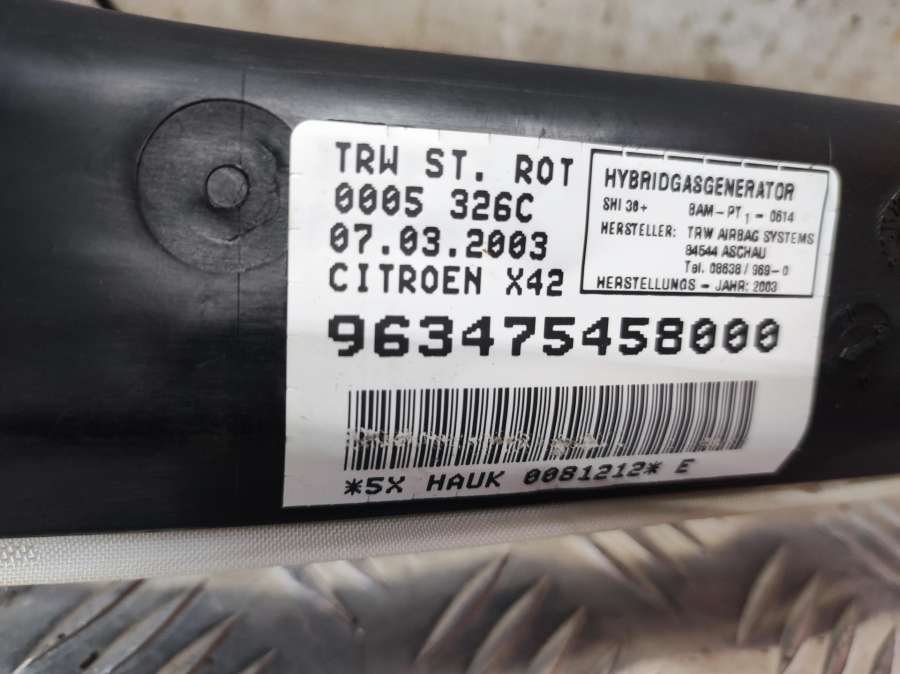 TRW ST. ROT
0005 326C
07.03.2003
CITROEN X42
HYBRIDGASGENERATOR
SHI 38+ BAM-PT1-0614
HERSTELLER: TRW AIRBAG SYSTEMS
84544 ASCHAU
Tel. 08638/969-0
HERSTELLUNGS - JAHR: 2003
963475458000
*5X HAUK 0081212* E